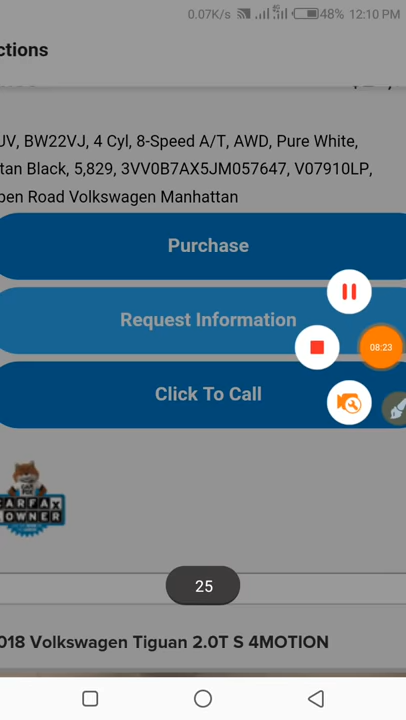 0.07K/s 48% 12:10 PM
ctions
UV, BW22VJ, 4 Cyl, 8-Speed A/T, AWD, Pure White,
tan Black, 5,829, 3VV0B7AX5JM057647, V07910LP,
pen Road Volkswagen Manhattan
Purchase
Request Information
08:23
Click To Call
CARFAX
OWNER
25
018 Volkswagen Tiguan 2.0T S 4MOTION